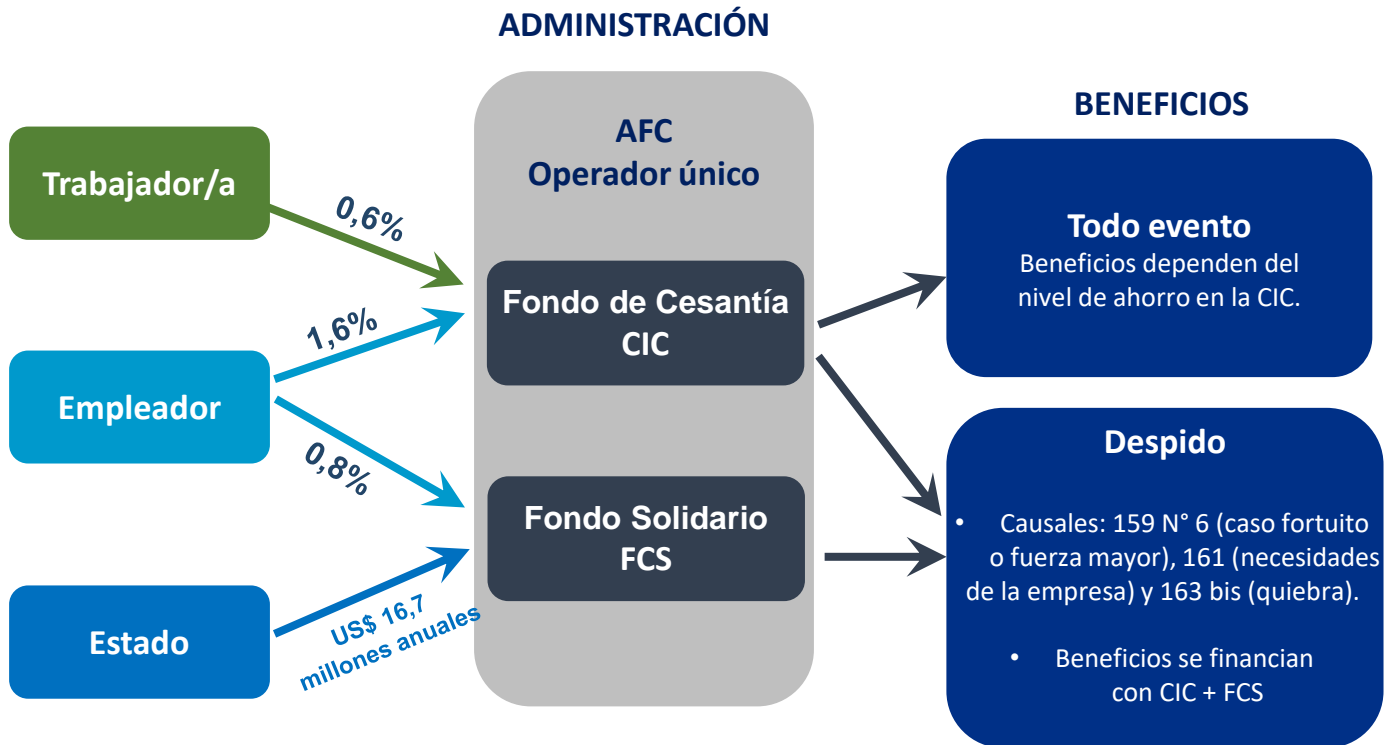 ADMINISTRACIÓN
AFC
Operador único
BENEFICIOS
Trabajador/a
0,6%
Empleador
1,6%
0,8%
Estado
US$ 16,7
millones anuales
Fondo de Cesantía
CIC
Fondo Solidario
FCS
Todo evento
Beneficios dependen del
nivel de ahorro en la CIC.
Despido
• Causales: 159 N° 6 (caso fortuito
o fuerza mayor), 161 (necesidades
de la empresa) y 163 bis (quiebra).
• Beneficios se financian
con CIC + FCS